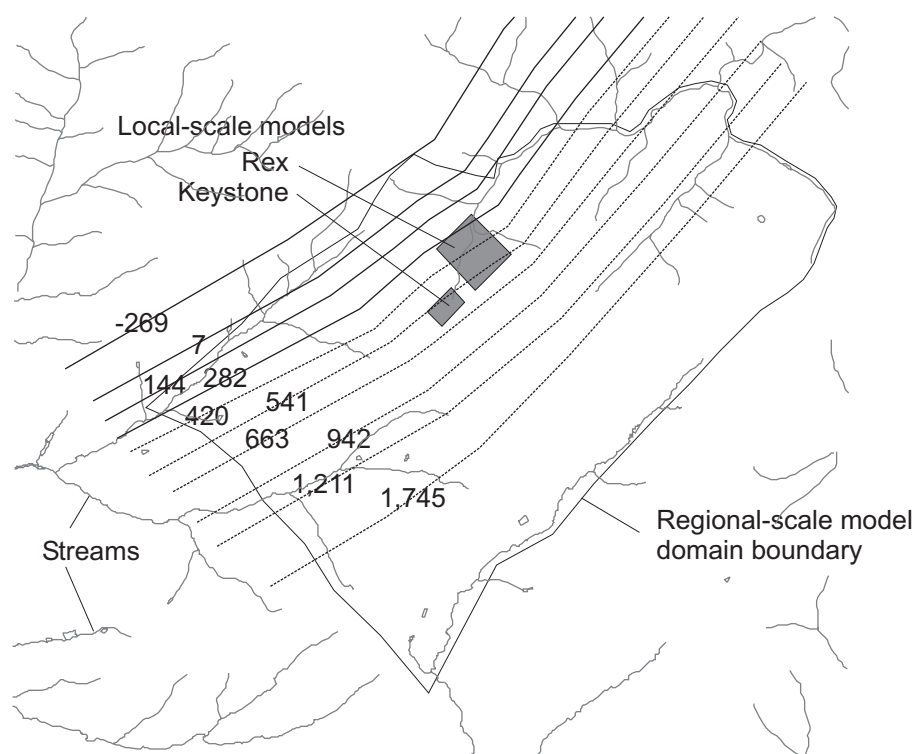 Local-scale models
Rex
Keystone
-269
7
144
282
420
541
663
942
1,211
1,745
Regional-scale model
domain boundary
Streams